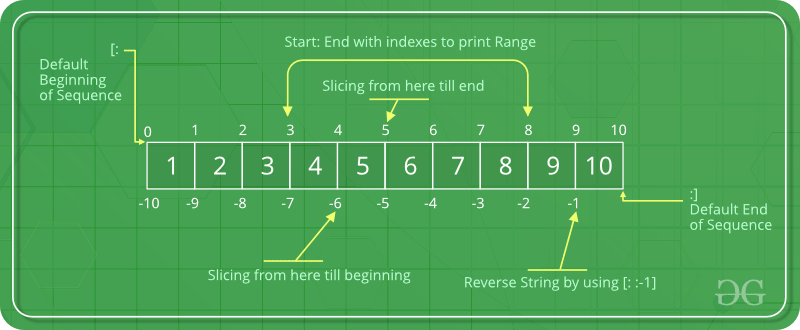 [:
Default
Beginning
of Sequence
Start: End with indexes to print Range
Slicing from here till end
0 1 2 3 4 5 6 7 8 9 10
1 2 3 4 5 6 7 8 9 10
-10 -9 -8 -7 -6 -5 -4 -3 -2 -1
:]
Default End
of Sequence
Slicing from here till beginning
Reverse String by using [: :-1]